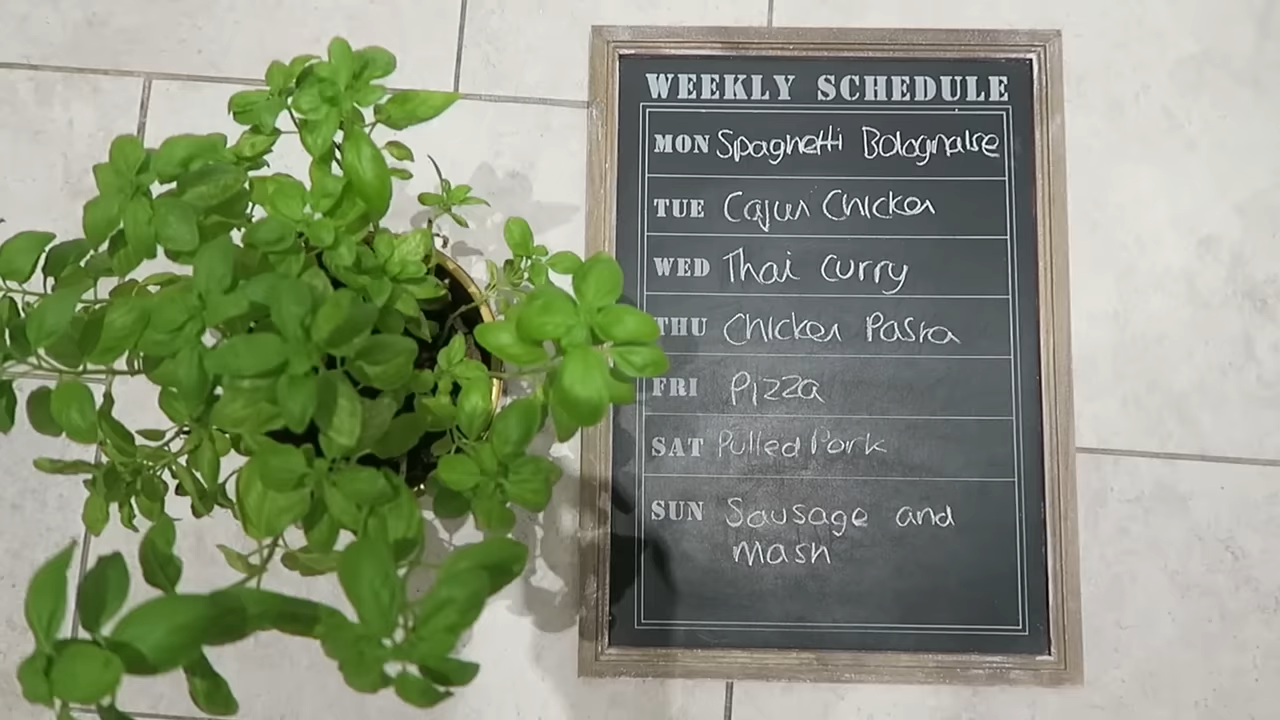 WEEKLY SCHEDULE
MON Spaghetti Bolognaise
TUE Cajun Chicken
WED Thai Curry
THU Chicken Pasta
FRI Pizza
SAT Pulled Pork
SUN Sausage and
Mash